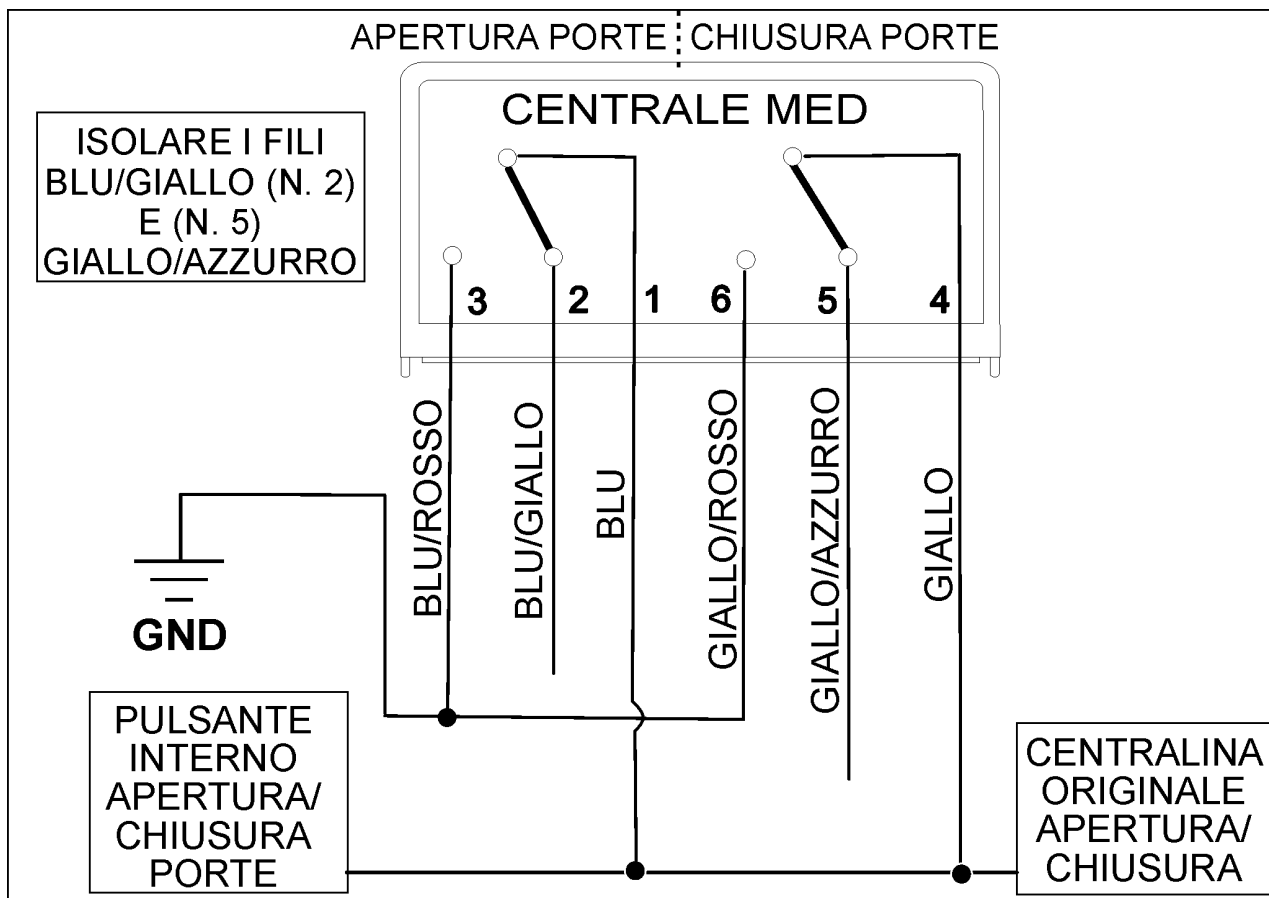 APERTURA PORTE CHIUSURA PORTE
CENTRALE MED
ISOLARE I FILI
BLU/GIALLO (N. 2)
E (N. 5)
GIALLO/AZZURRO
3 2 1 6 5 4
BLU/ROSSO
BLU/GIALLO
BLU
GIALLO/ROSSO
GIALLO/AZZURRO
GIALLO
GND
PULSANTE
INTERNO
APERTURA/
CHIUSURA
PORTE
CENTRALINA
ORIGINALE
APERTURA/
CHIUSURA